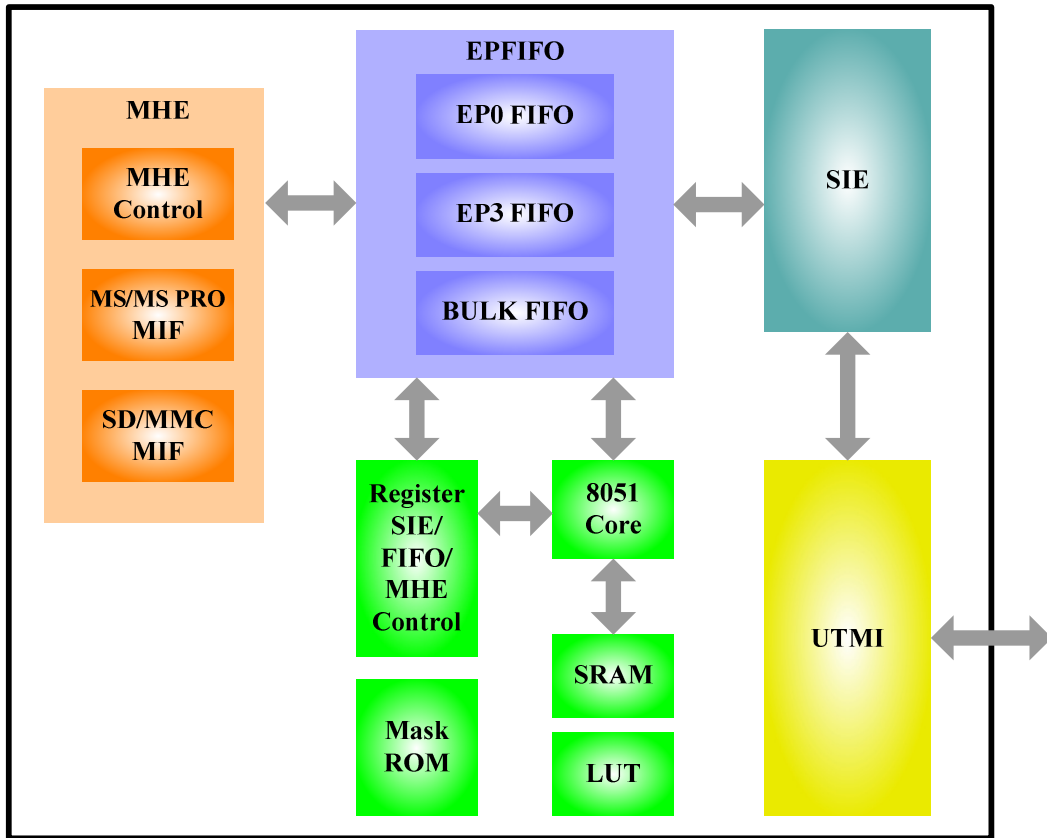 MHE
MHE
Control
MS/MS PRO
MIF
SD/MMC
MIF
EPFIFO
EP0 FIFO
EP3 FIFO
BULK FIFO
SIE
Register
SIE/
FIFO/
MHE
Control
8051
Core
SRAM
Mask
ROM
LUT
UTMI